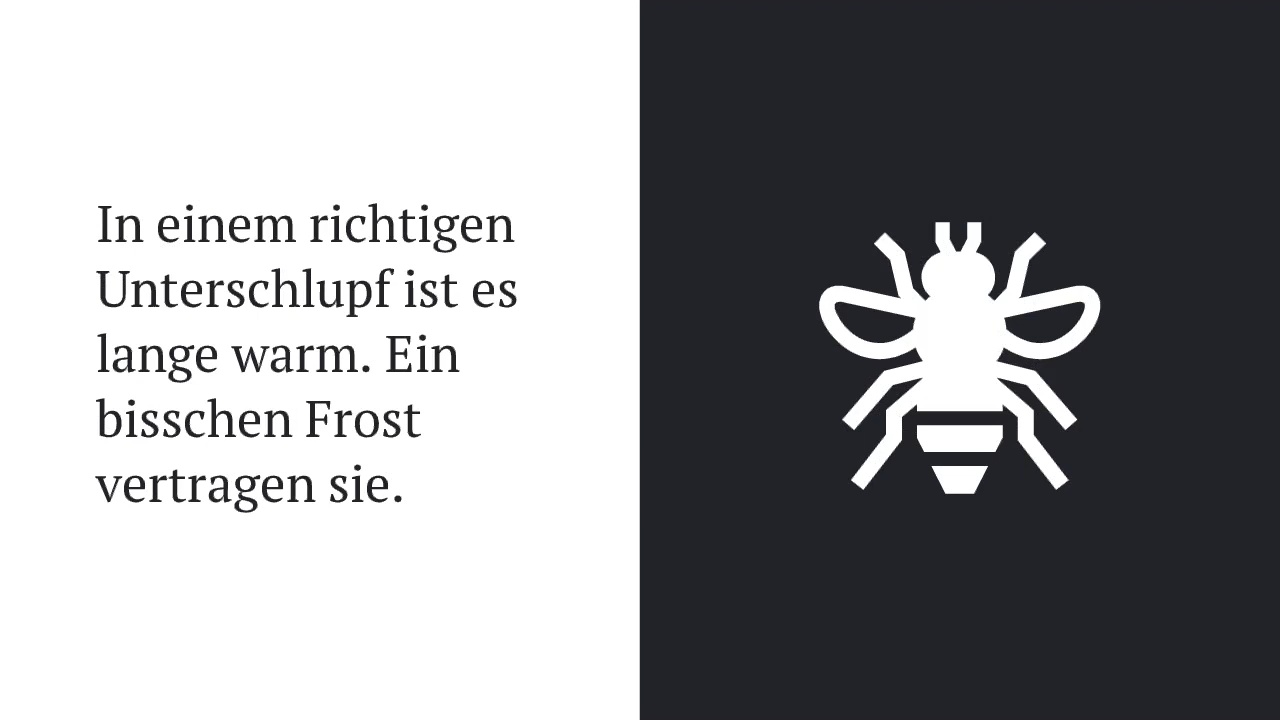 In einem richtigen
Unterschlupf ist es
lange warm. Ein
bisschen Frost
vertragen sie.